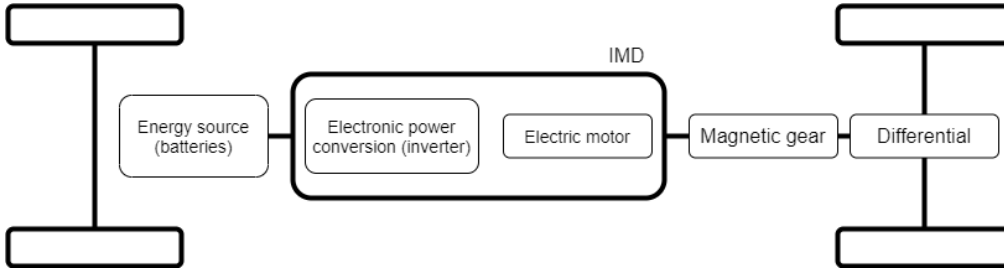 IMD
Energy source
(batteries)
Electronic power
conversion (inverter)
Electric motor
Magnetic gear
Differential